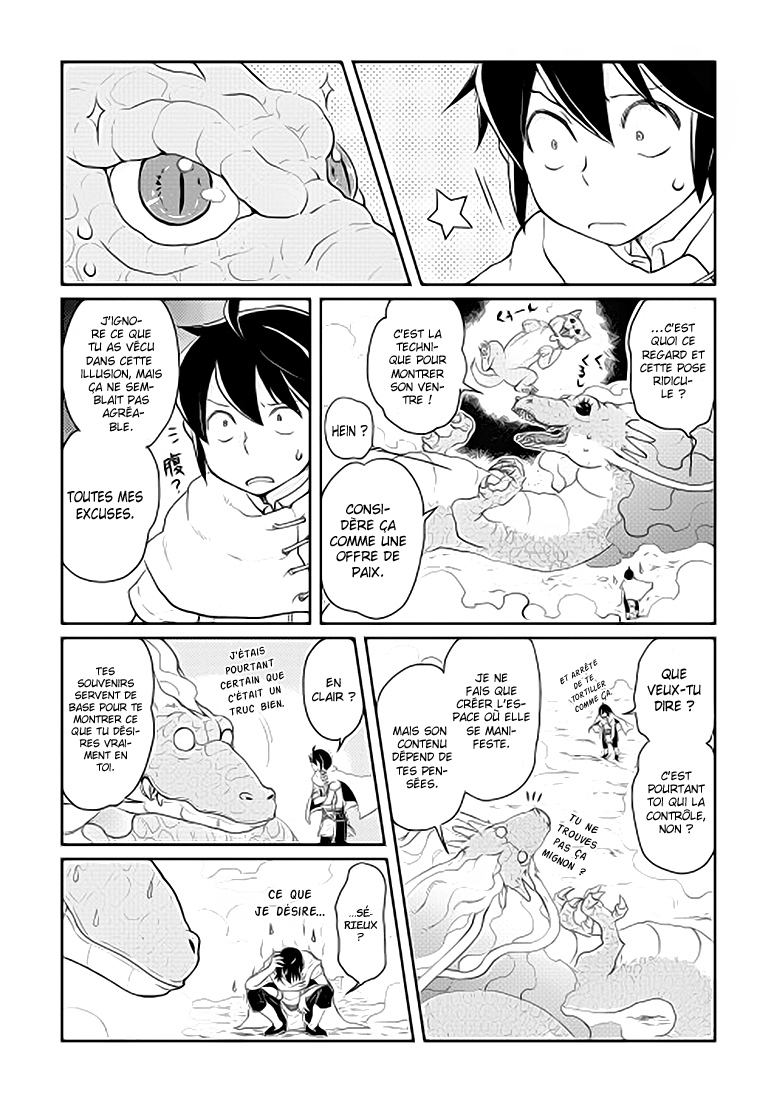 ...C'EST
QUOI CE
REGARD ET
CETTE POSE
RIDICU-
LE ?
C'EST LA
TECHNI-
QUE POUR
MONTRER
SON VEN-
TRE !
HEIN ?
CONSI-
DÈRE ÇA
COMME UNE
OFFRE DE
PAIX.
J'IGNO-
RE CE QUE
TU AS VÉCU
DANS CETTE
ILLUSION, MAIS
ÇA NE SEM-
BLAIT PAS
AGRÉA-
BLE.
TOUTES MES
EXCUSES.
腹?
QUE
VEUX-TU
DIRE ?
C'EST
POURTANT
TOI QUI LA
CONTRÔLE,
NON ?
ET ARRÊTE
DE TE
TORTILLER
COMME ÇA.
JE NE
FAIS QUE
CRÉER L'ES-
PACE OÙ ELLE
SE MANI-
FESTE.
MAIS SON
CONTENU
DÉPEND DE
TES PEN-
SÉES.
TU NE
TROUVES
PAS ÇA
MIGNON ?
EN
CLAIR ?
J'ÉTAIS
POURTANT
CERTAIN QUE
C'ÉTAIT UN
TRUC BIEN.
TES
SOUVENIRS
SERVENT DE
BASE POUR TE
MONTRER CE
QUE TU DÉSI-
RES VRAI-
MENT EN
TOI.
...SÉ-
RIEUX
?
CE QUE
JE DÉSIRE...